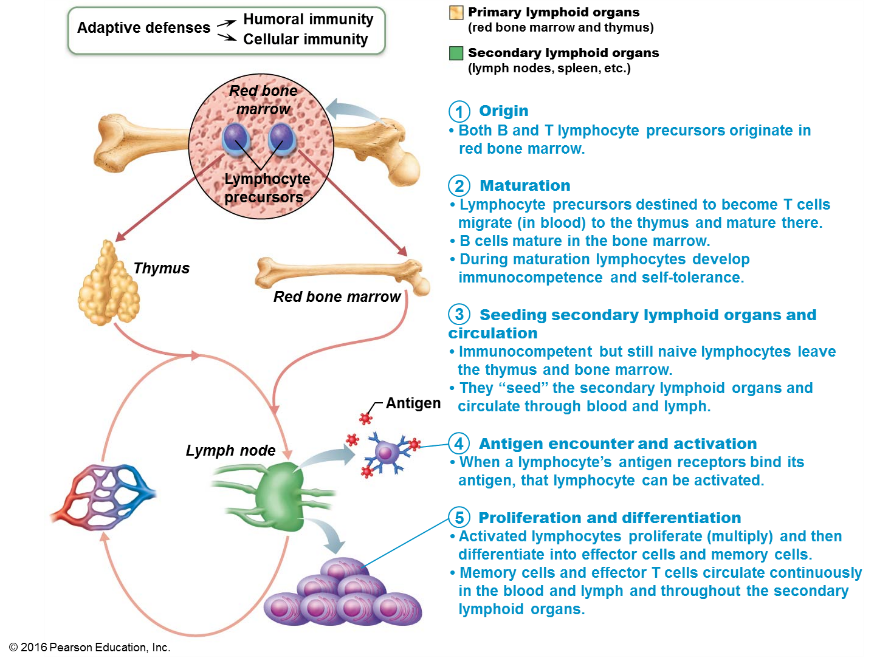 Adaptive defenses
Humoral immunity
Cellular immunity
Primary lymphoid organs
(red bone marrow and thymus)
Secondary lymphoid organs
(lymph nodes, spleen, etc.)
Red bone
marrow
Lymphocyte
precursors
Thymus
Red bone marrow
Antigen
Lymph node
1 Origin
• Both B and T lymphocyte precursors originate in
red bone marrow.
2 Maturation
• Lymphocyte precursors destined to become T cells
migrate (in blood) to the thymus and mature there.
• B cells mature in the bone marrow.
• During maturation lymphocytes develop
immunocompetence and self-tolerance.
3 Seeding secondary lymphoid organs and
circulation
• Immunocompetent but still naive lymphocytes leave
the thymus and bone marrow.
• They “seed” the secondary lymphoid organs and
circulate through blood and lymph.
4 Antigen encounter and activation
• When a lymphocyte’s antigen receptors bind its
antigen, that lymphocyte can be activated.
5 Proliferation and differentiation
• Activated lymphocytes proliferate (multiply) and then
differentiate into effector cells and memory cells.
• Memory cells and effector T cells circulate continuously
in the blood and lymph and throughout the secondary
lymphoid organs.
© 2016 Pearson Education, Inc.